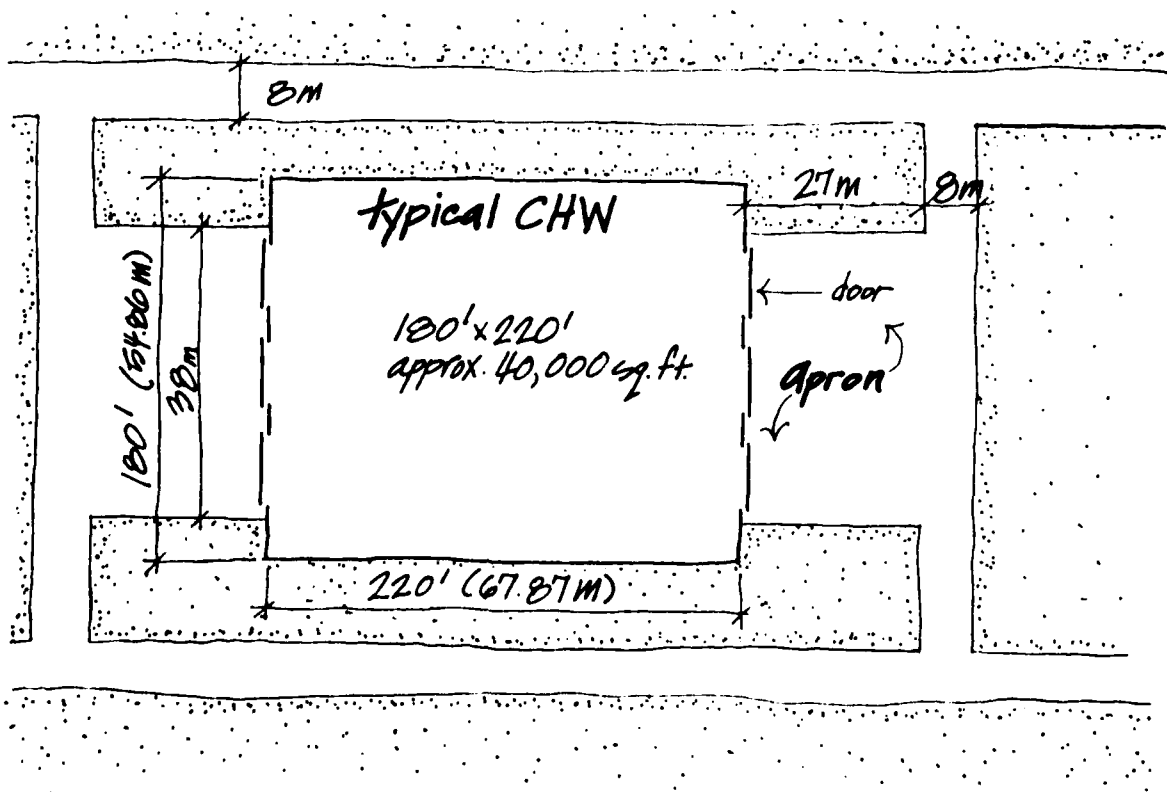 8m
27m
8m
typical CHW
180' (54.86m)
38m
door
180' x 220'
approx. 40,000 sq. ft.
apron
220' (67.87m)